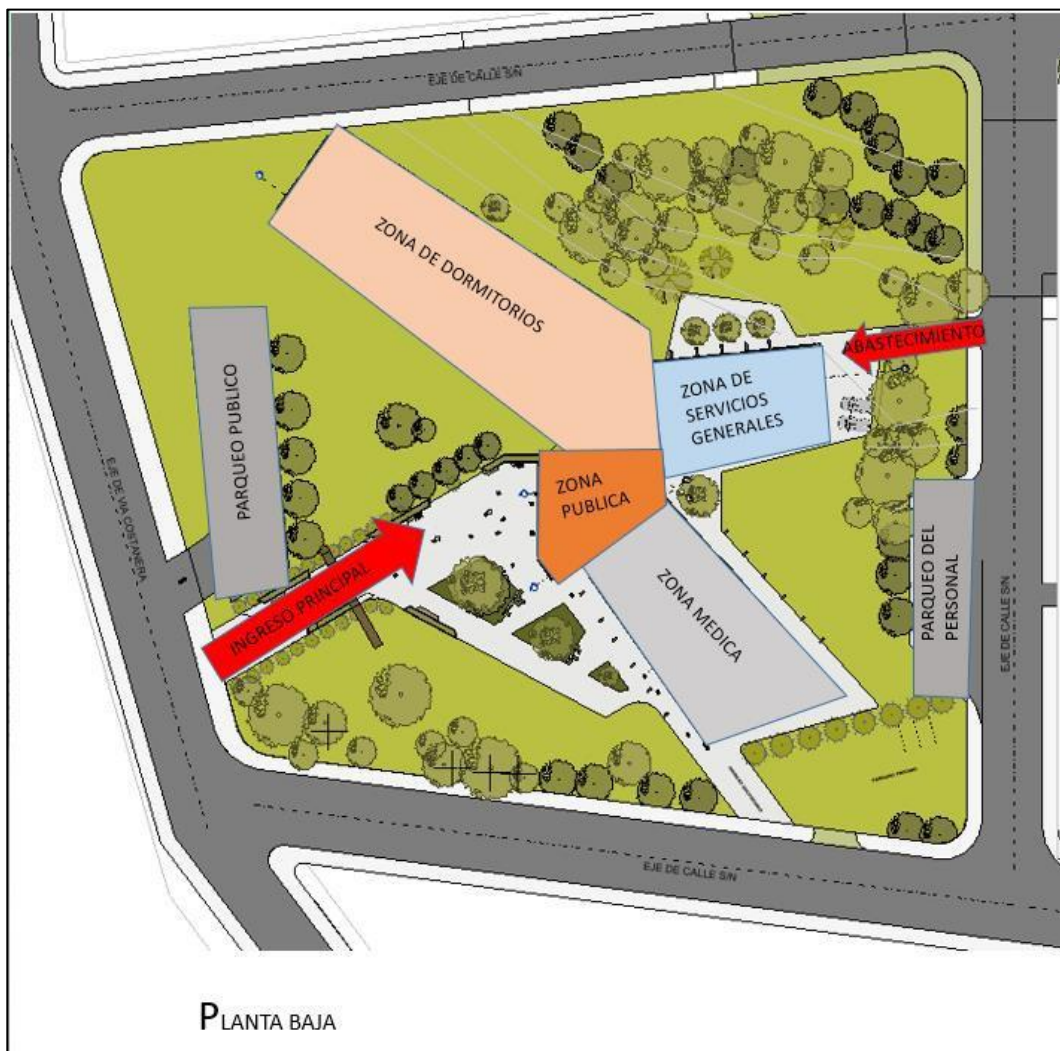 EJE DE CALLE S/N
ZONA DE DORMITORIOS
ABASTECIMIENTO
ZONA DE
SERVICIOS
GENERALES
PARQUEO PUBLICO
EJE DE VIA COSTANERA
ZONA
PUBLICA
INGRESO PRINCIPAL
ZONA MEDICA
PARQUEO DEL
PERSONAL
EJE DE CALLE S/N
EJE DE CALLE S/N
PLANTA BAJA